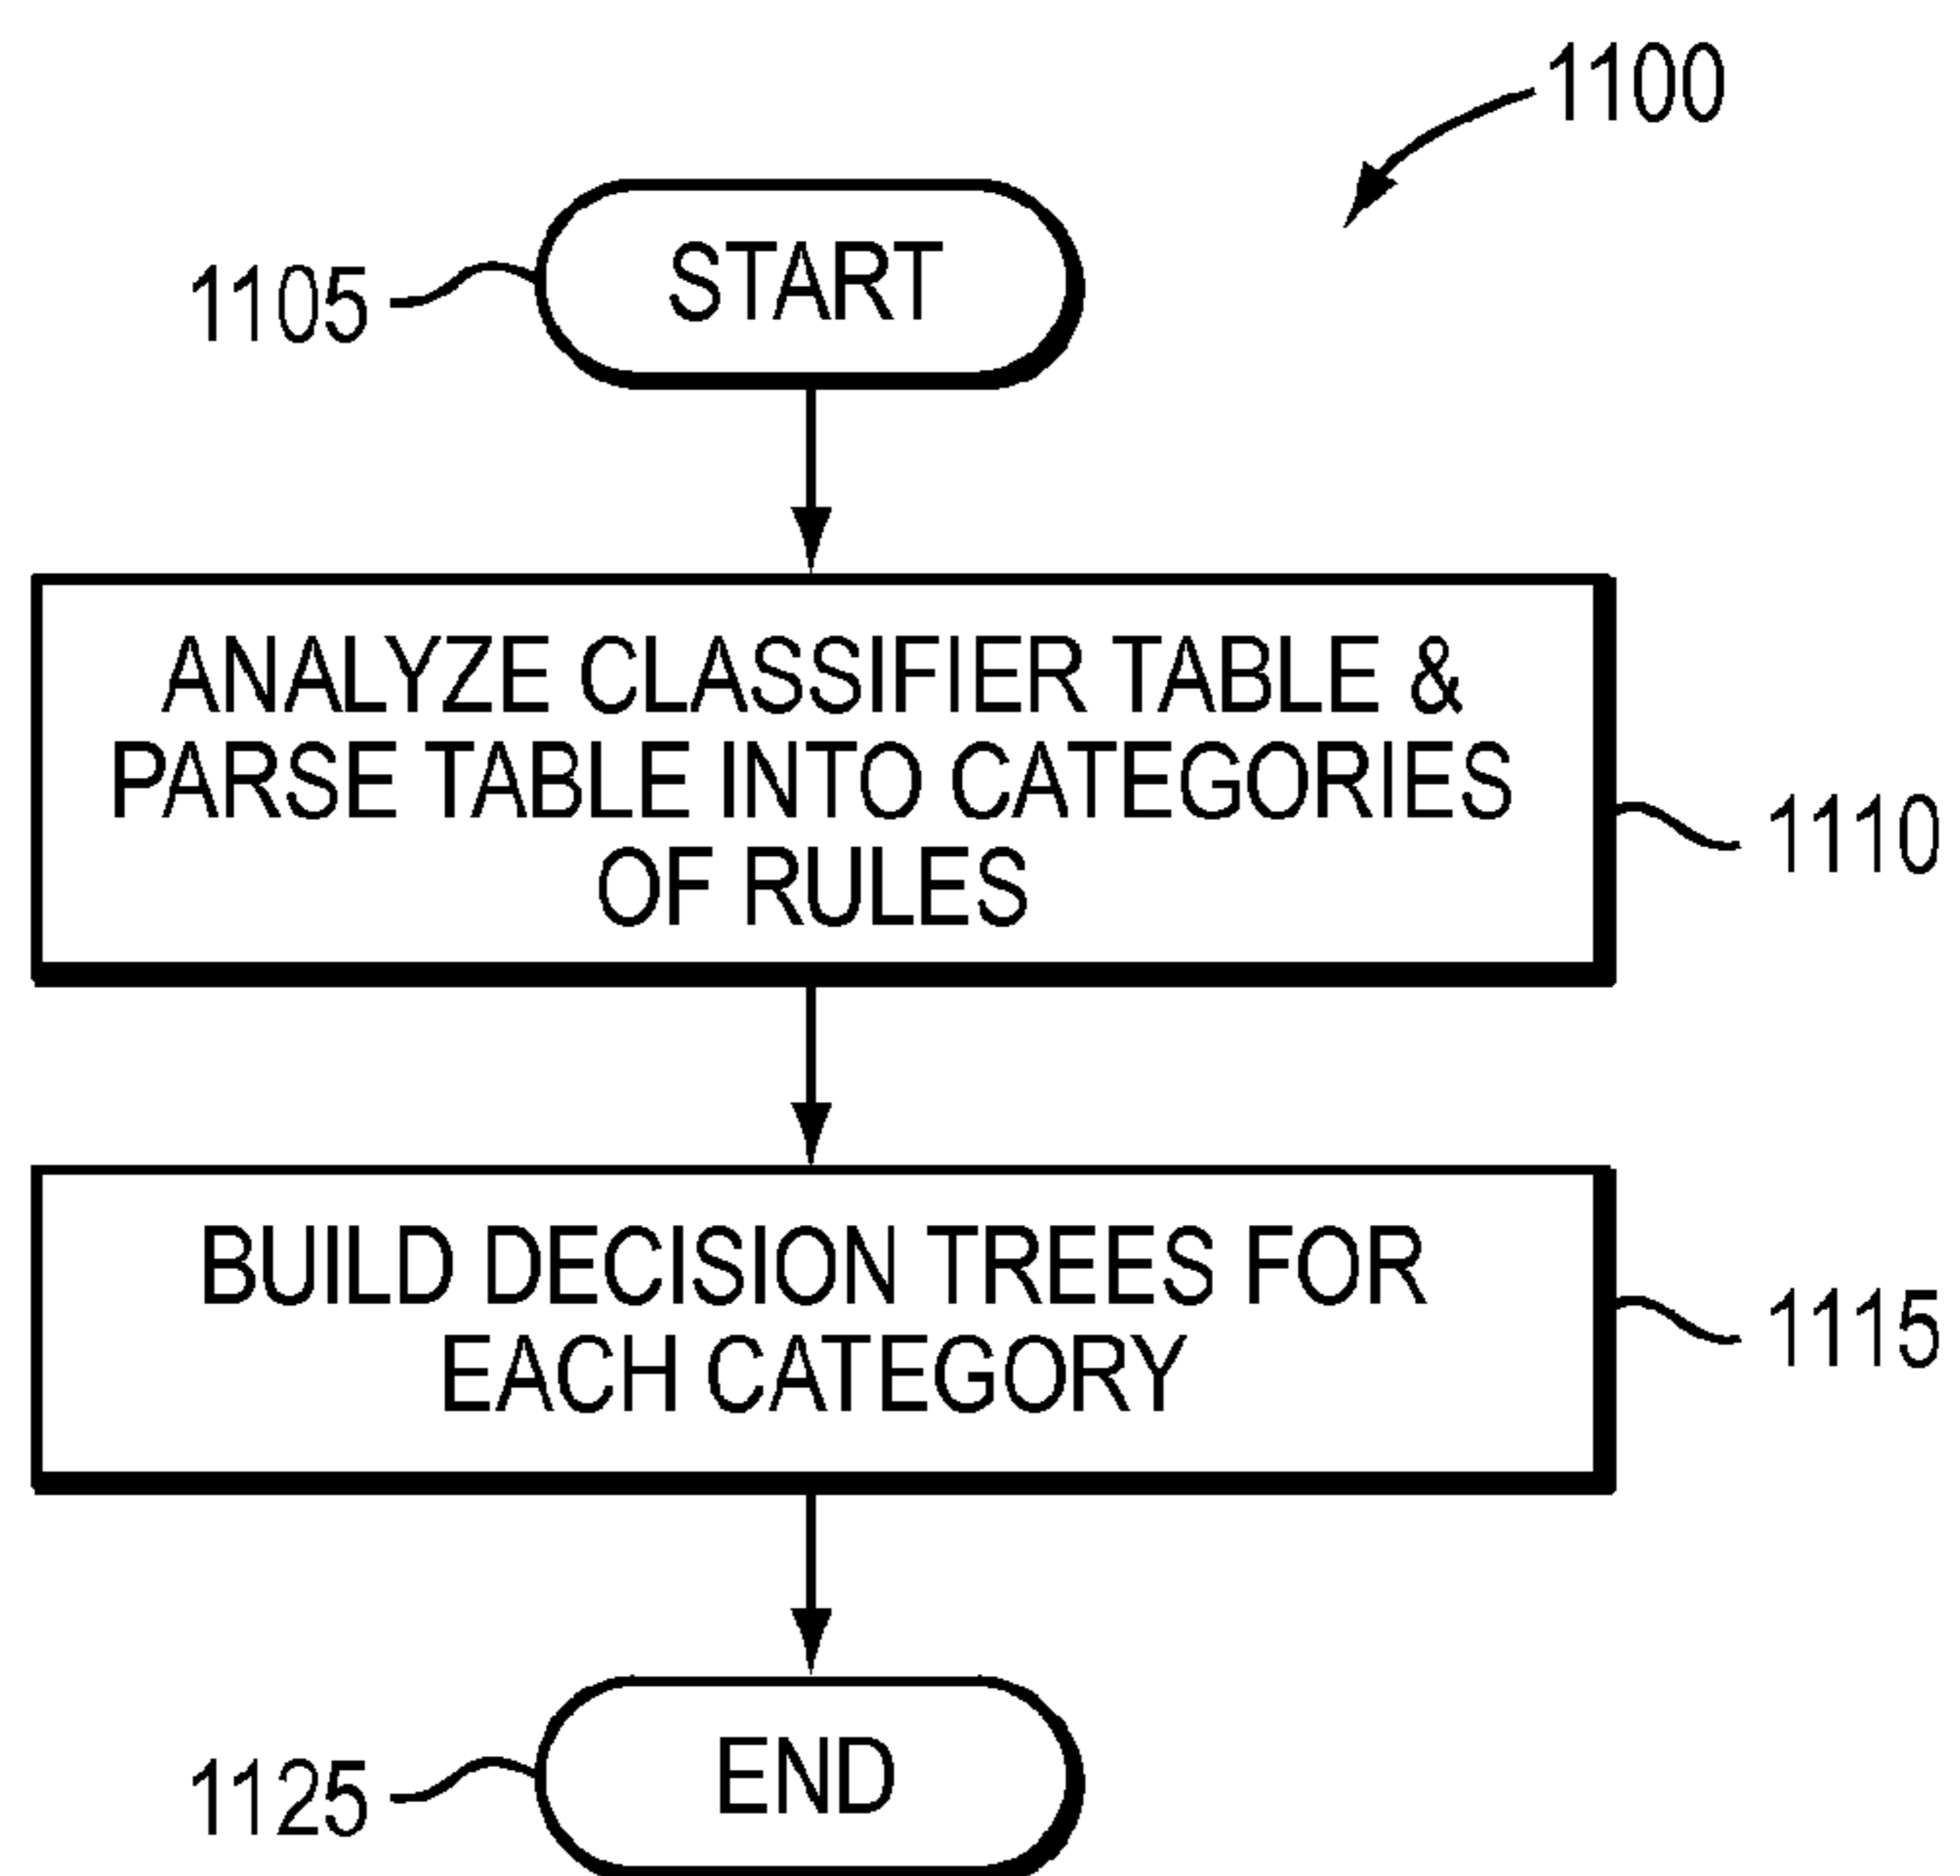 1100
START
1105
ANALYZE CLASSIFIER TABLE &
PARSE TABLE INTO CATEGORIES
OF RULES
1110
BUILD DECISION TREES FOR
EACH CATEGORY
1115
END
1125